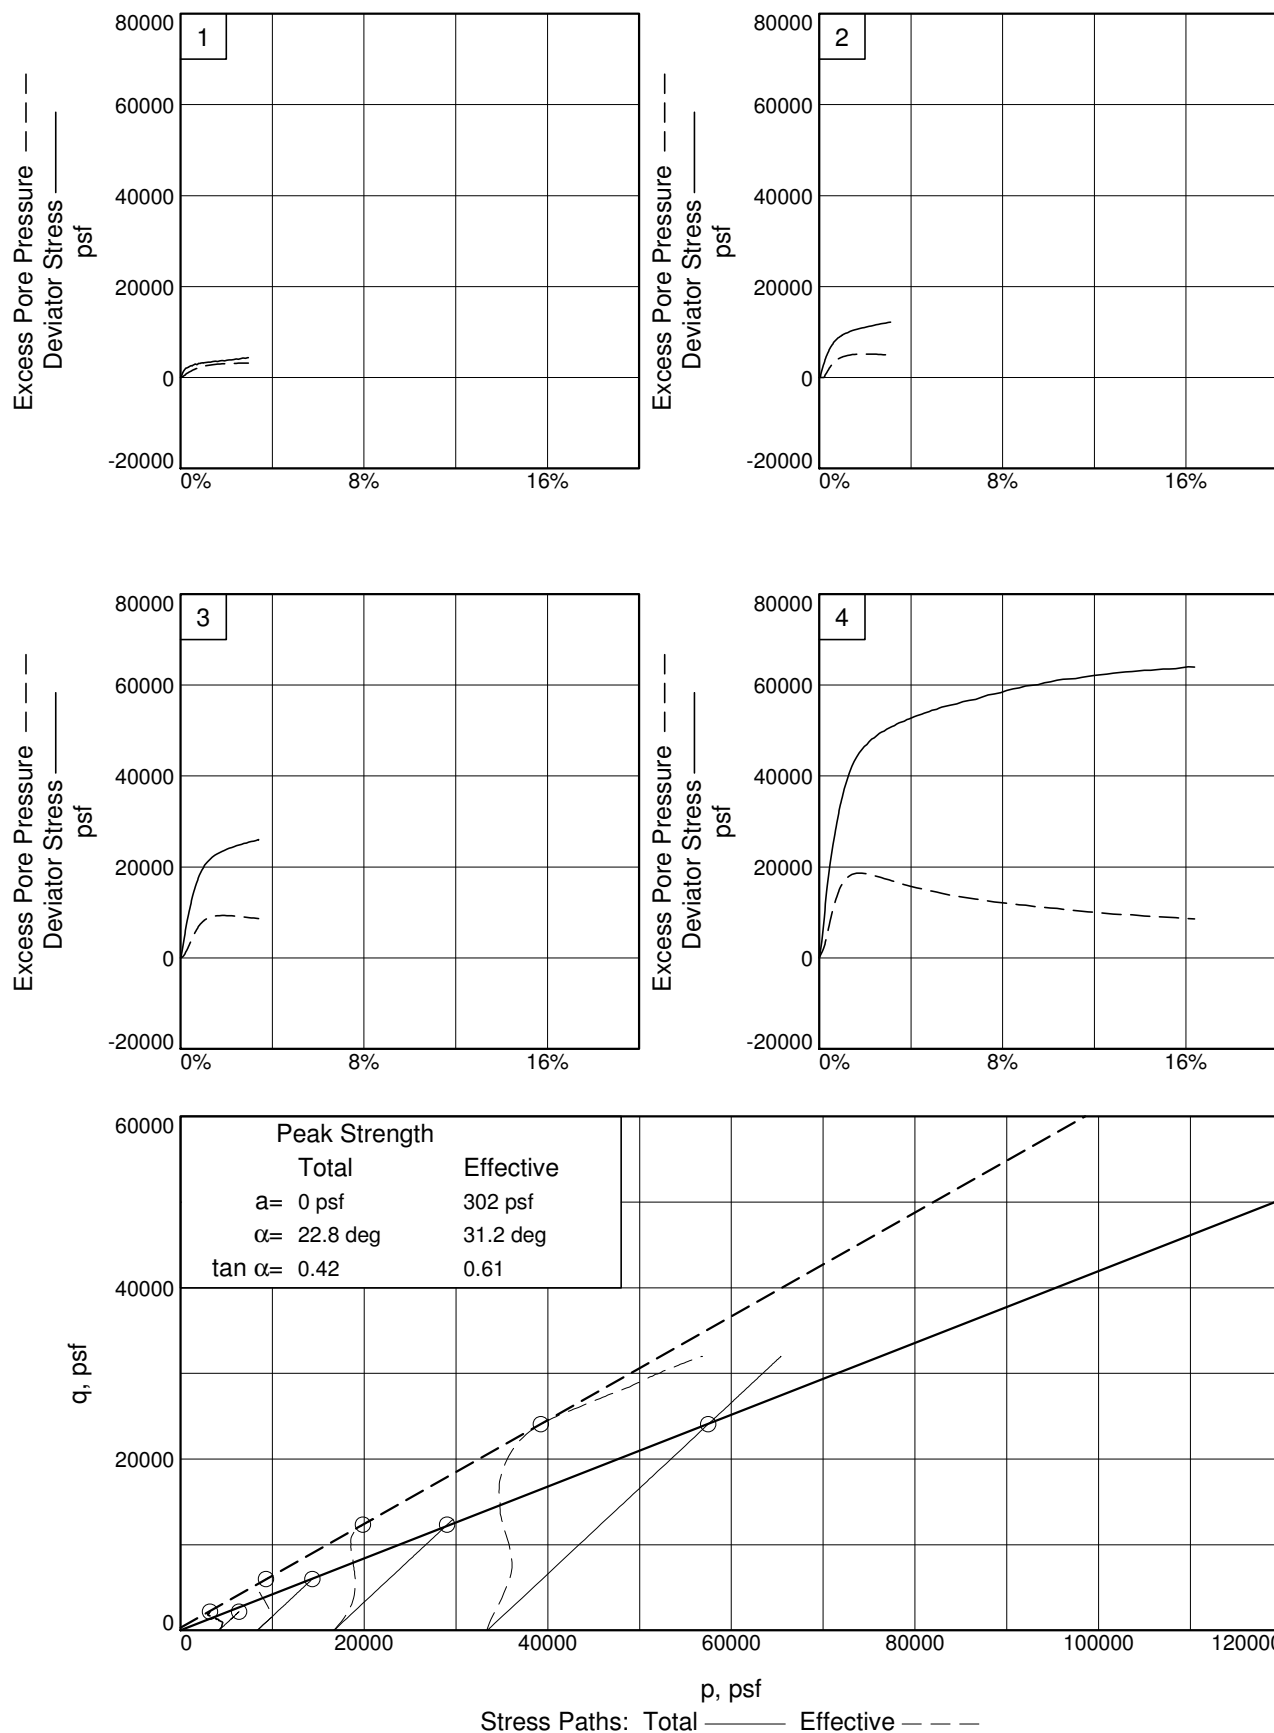 80000
60000
40000
20000
0
-20000
0%
8%
16%
1
Excess Pore Pressure
Deviator Stress
psf
80000
60000
40000
20000
0
-20000
0%
8%
16%
2
Excess Pore Pressure
Deviator Stress
psf
80000
60000
40000
20000
0
-20000
0%
8%
16%
3
Excess Pore Pressure
Deviator Stress
psf
80000
60000
40000
20000
0
-20000
0%
8%
16%
4
Excess Pore Pressure
Deviator Stress
psf
Peak Strength
Total Effective
a= 0 psf 302 psf
α= 22.8 deg 31.2 deg
tan α= 0.42 0.61
60000
40000
20000
0
q, psf
0 20000 40000 60000 80000 100000 120000
p, psf
Stress Paths: Total Effective